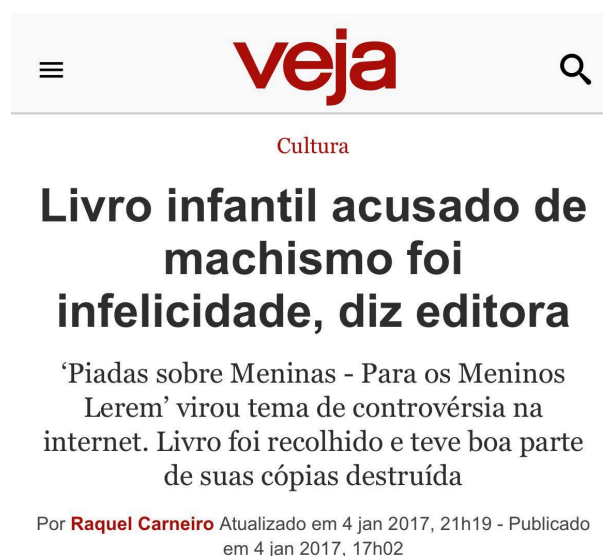 veja
Cultura
Livro infantil acusado de
machismo foi
infelicidade, diz editora
‘Piadas sobre Meninas - Para os Meninos
Lerem’ virou tema de controvérsia na
internet. Livro foi recolhido e teve boa parte
de suas cópias destruída
Por Raquel Carneiro Atualizado em 4 jan 2017, 21h19 - Publicado
em 4 jan 2017, 17h02